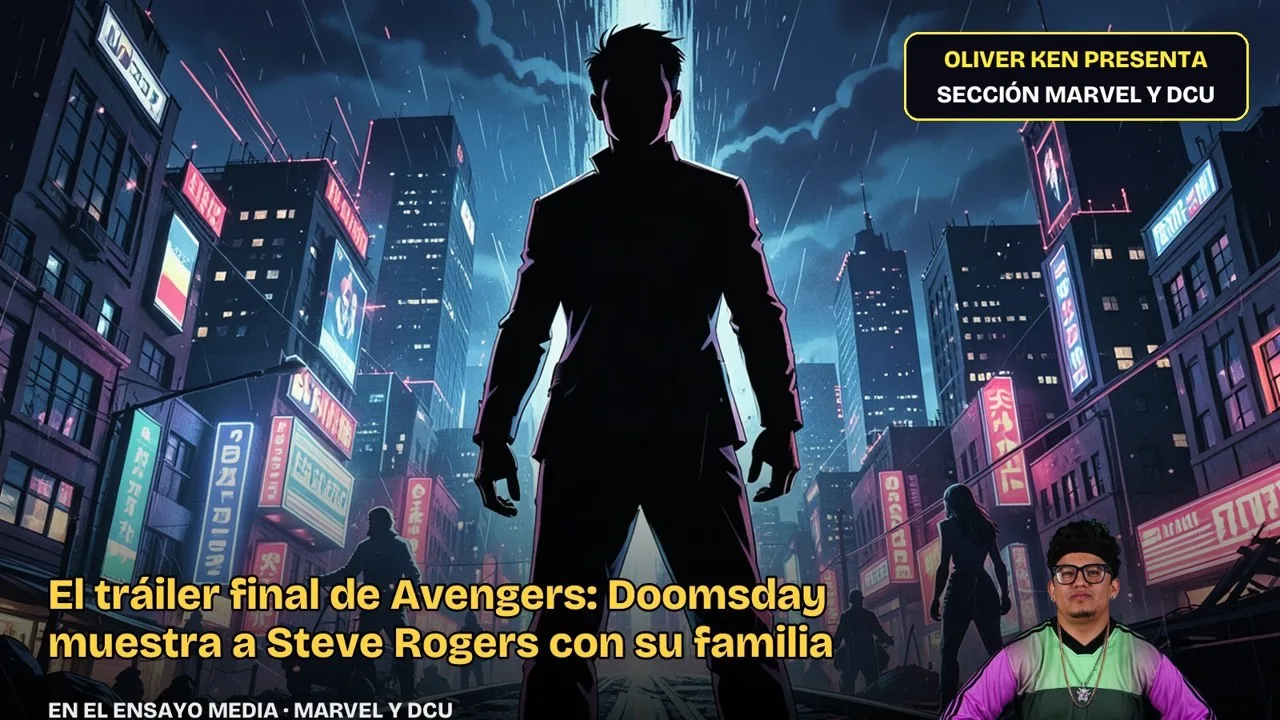 OLIVER KEN PRESENTA
SECCIÓN MARVEL Y DCU
El tráiler final de Avengers: Doomsday
muestra a Steve Rogers con su familia
EN EL ENSAYO MEDIA · MARVEL Y DCU